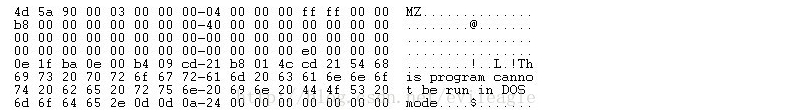 4d 5a 90 00 03 00 00 00-04 00 00 00 ff ff 00 00 MZ..............
b8 00 00 00 00 00 00 00-40 00 00 00 00 00 00 00 ........@.......
00 00 00 00 00 00 00 00-00 00 00 00 00 00 00 00 ................
00 00 00 00 00 00 00 00-00 00 00 00 e0 00 00 00 ................
0e 1f ba 0e 00 b4 09 cd-21 b8 01 4c cd 21 54 68 ........!..L.!Th
69 73 20 70 72 6f 67 72-61 6d 20 63 61 6e 6e 6f is program canno
74 20 62 65 20 72 75 6e-20 69 6e 20 44 4f 53 20 t be run in DOS
6d 6f 64 65 2e 0d 0d 0a-24 00 00 00 00 00 00 00 mode....$.......